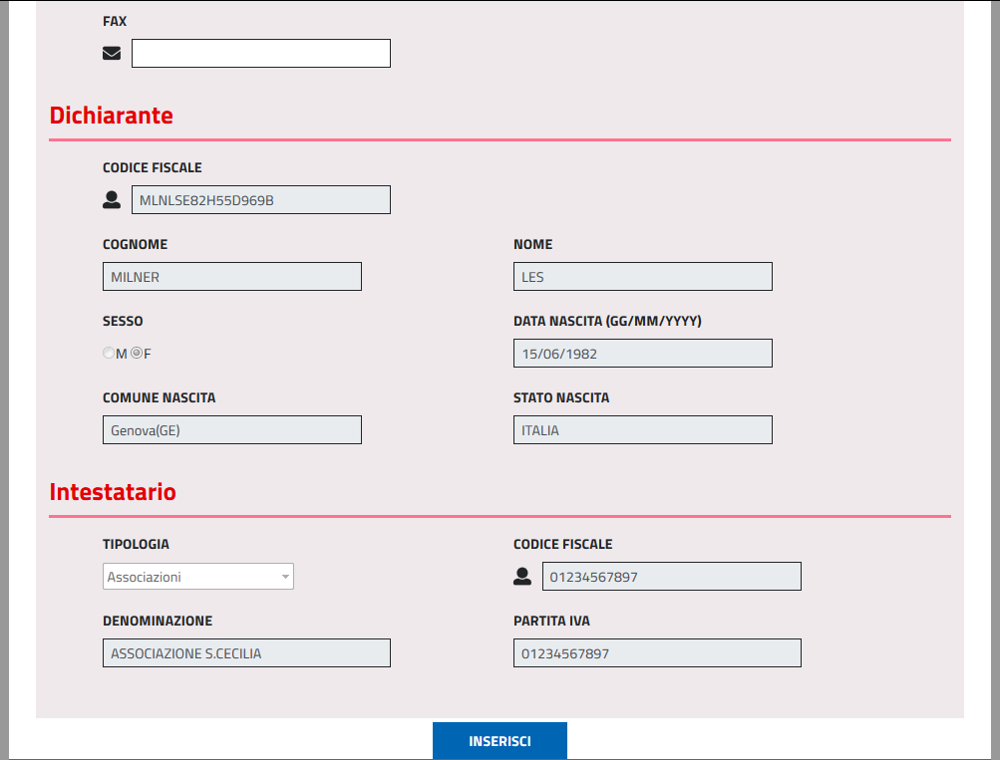 FAX
Dichiarante
CODICE FISCALE
MLNLSE82H55D969B
COGNOME NOME
MILNER LES
SESSO DATA NASCITA (GG/MM/YYYY)
M F 15/06/1982
COMUNE NASCITA STATO NASCITA
Genova(GE) ITALIA
Intestatario
TIPOLOGIA CODICE FISCALE
Associazioni 01234567897
DENOMINAZIONE PARTITA IVA
ASSOCIAZIONE S.CECILIA 01234567897
INSERISCI